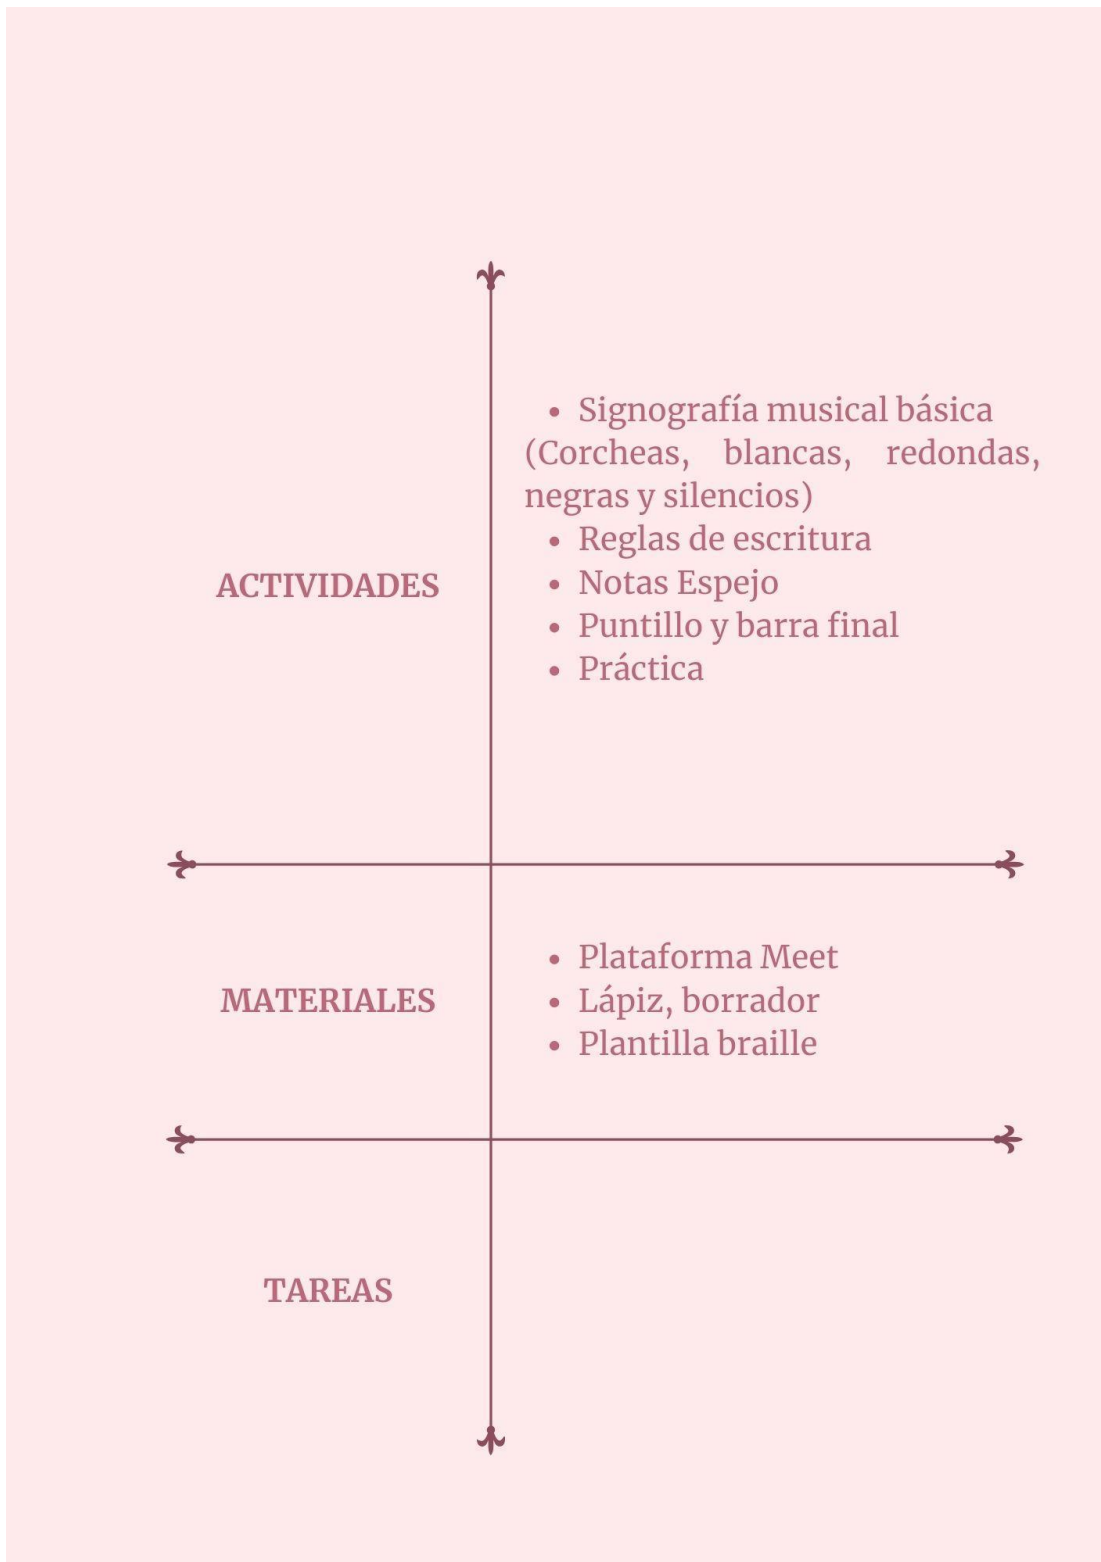 • Signografía musical básica
(Corcheas, blancas, redondas,
negras y silencios)
• Reglas de escritura
ACTIVIDADES
• Notas Espejo
• Puntillo y barra final
• Práctica
• Plataforma Meet
MATERIALES
• Lápiz, borrador
• Plantilla braille
TAREAS